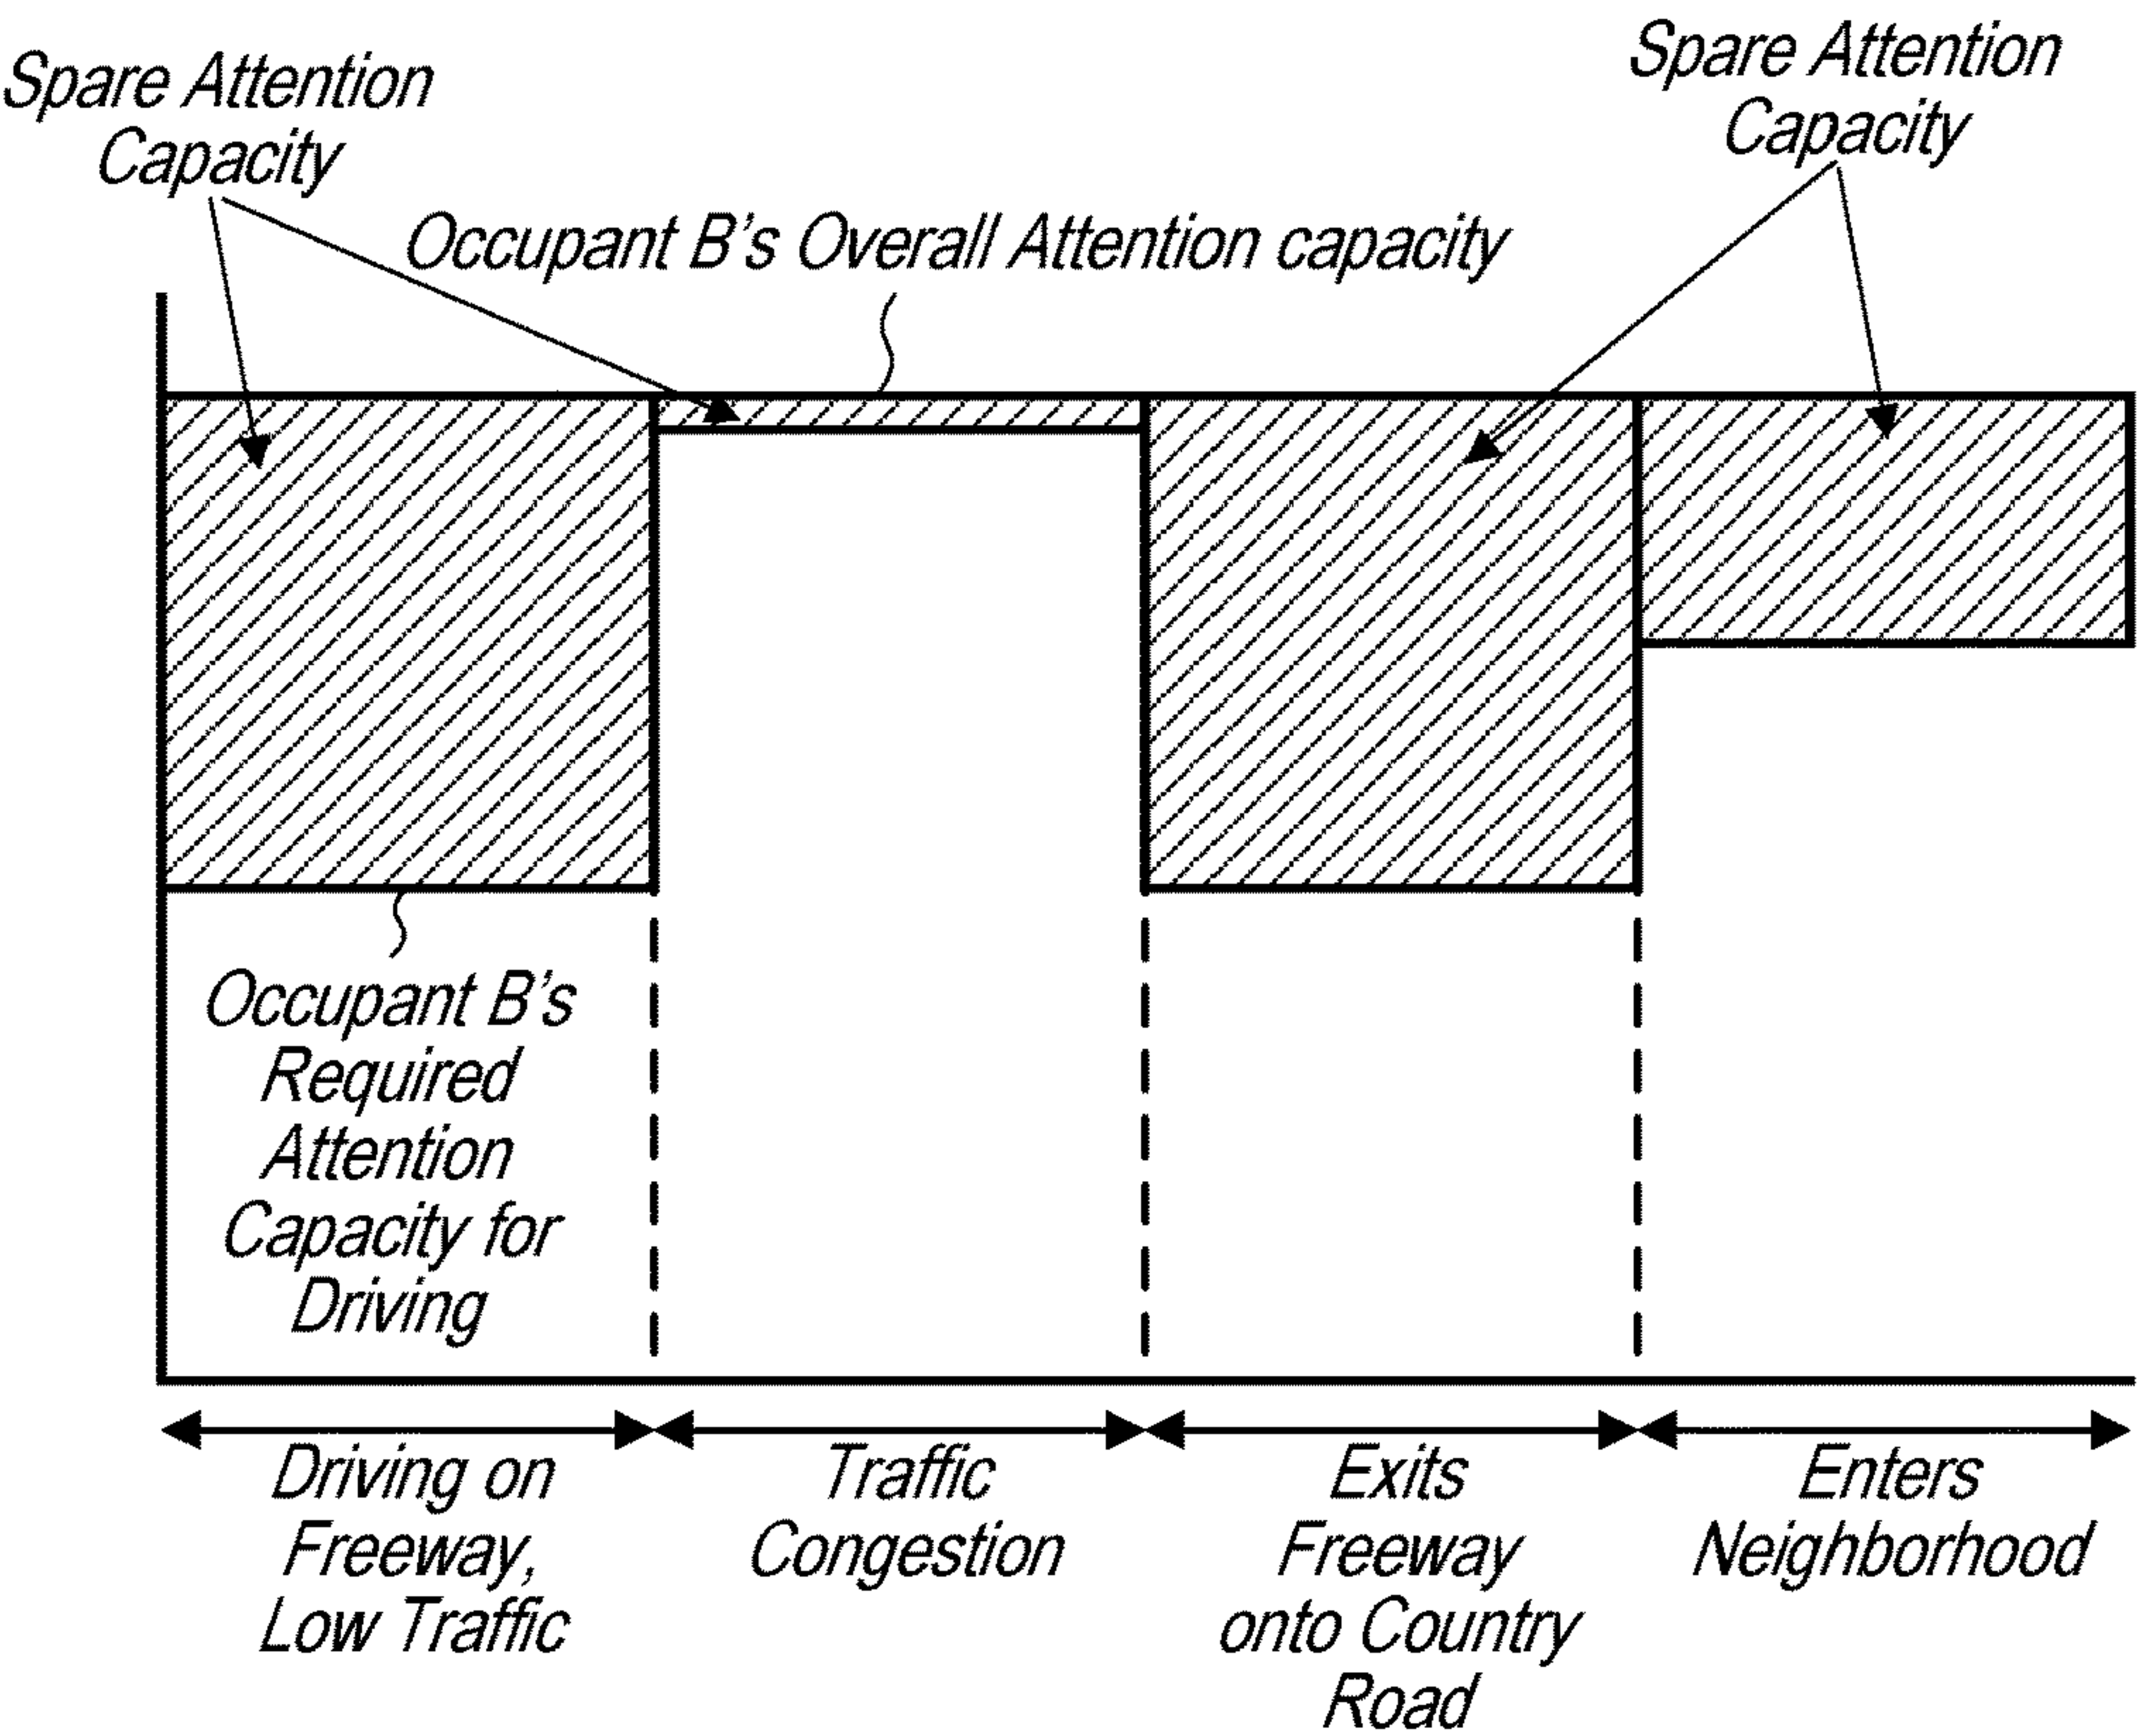 Spare Attention
Capacity
Spare Attention
Capacity
Occupant B's Overall Attention capacity
Occupant B's
Required
Attention
Capacity for
Driving
Driving on
Freeway,
Low Traffic
Traffic
Congestion
Exits
Freeway
onto Country
Road
Enters
Neighborhood